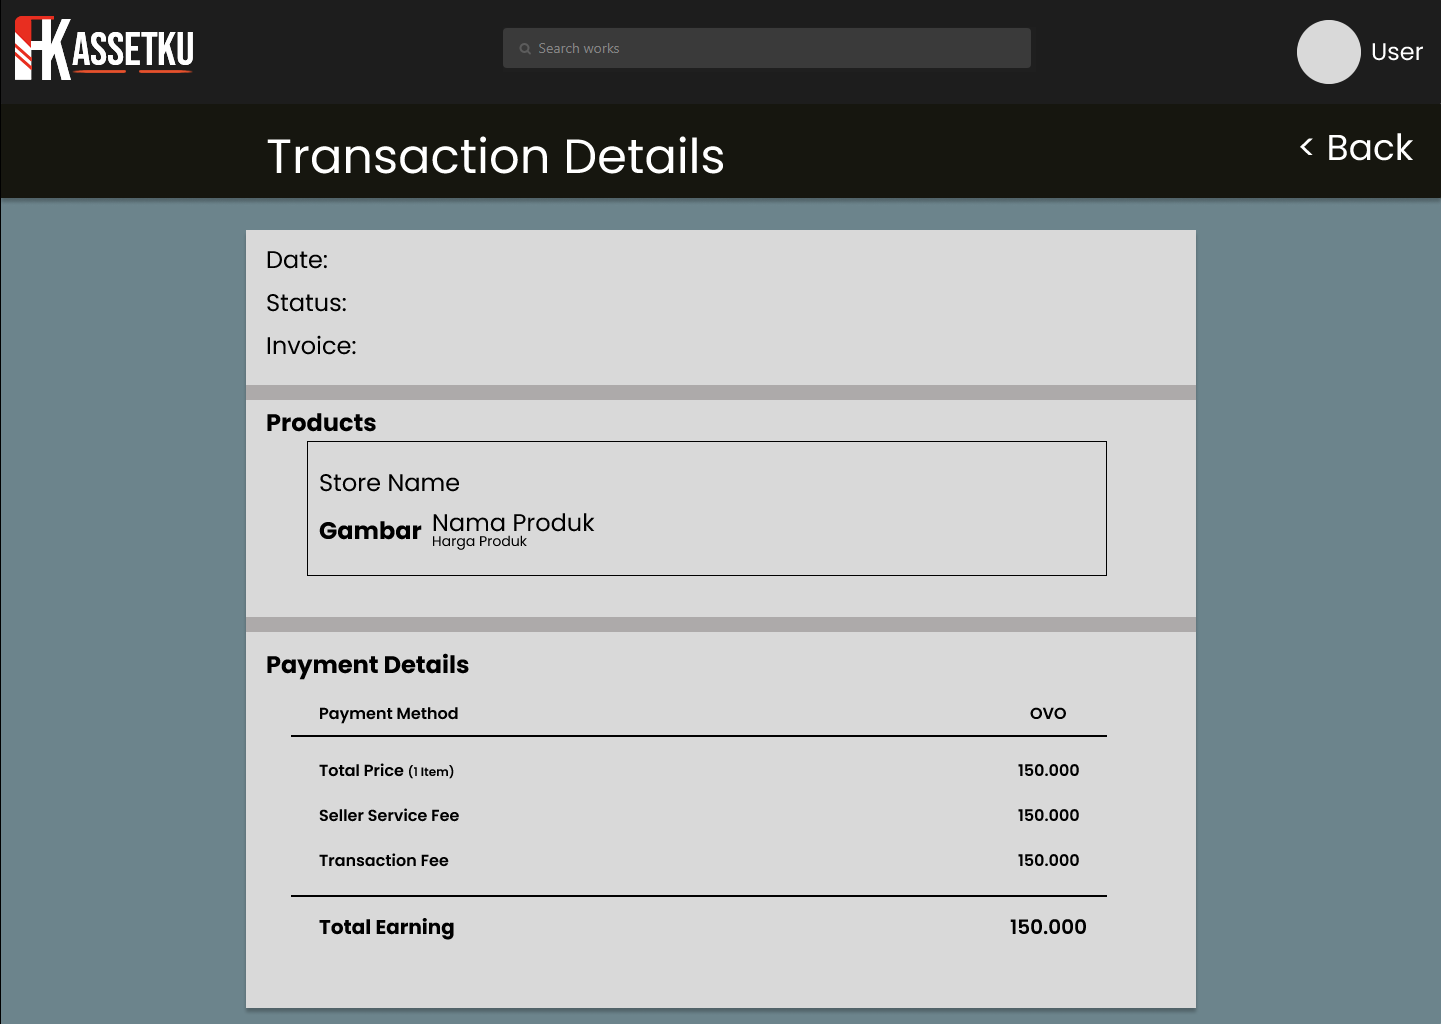 HKASSETKU
Search works
User
Transaction Details
< Back
Date:
Status:
Invoice:
Products
Store Name
Gambar Nama Produk
Harga Produk
Payment Details
Payment Method OVO
Total Price (1 Item) 150.000
Seller Service Fee 150.000
Transaction Fee 150.000
Total Earning 150.000